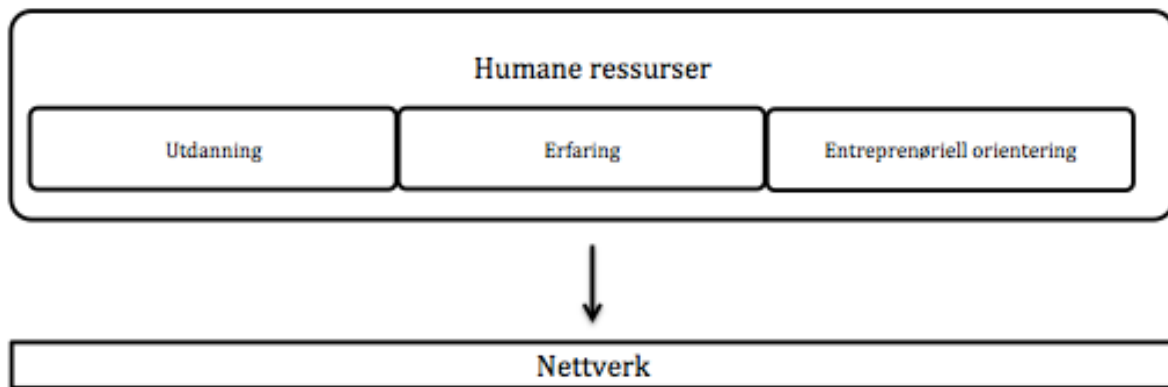 Humane ressurser
Utdanning
Erfaring
Entreprenøriell orientering
Nettverk